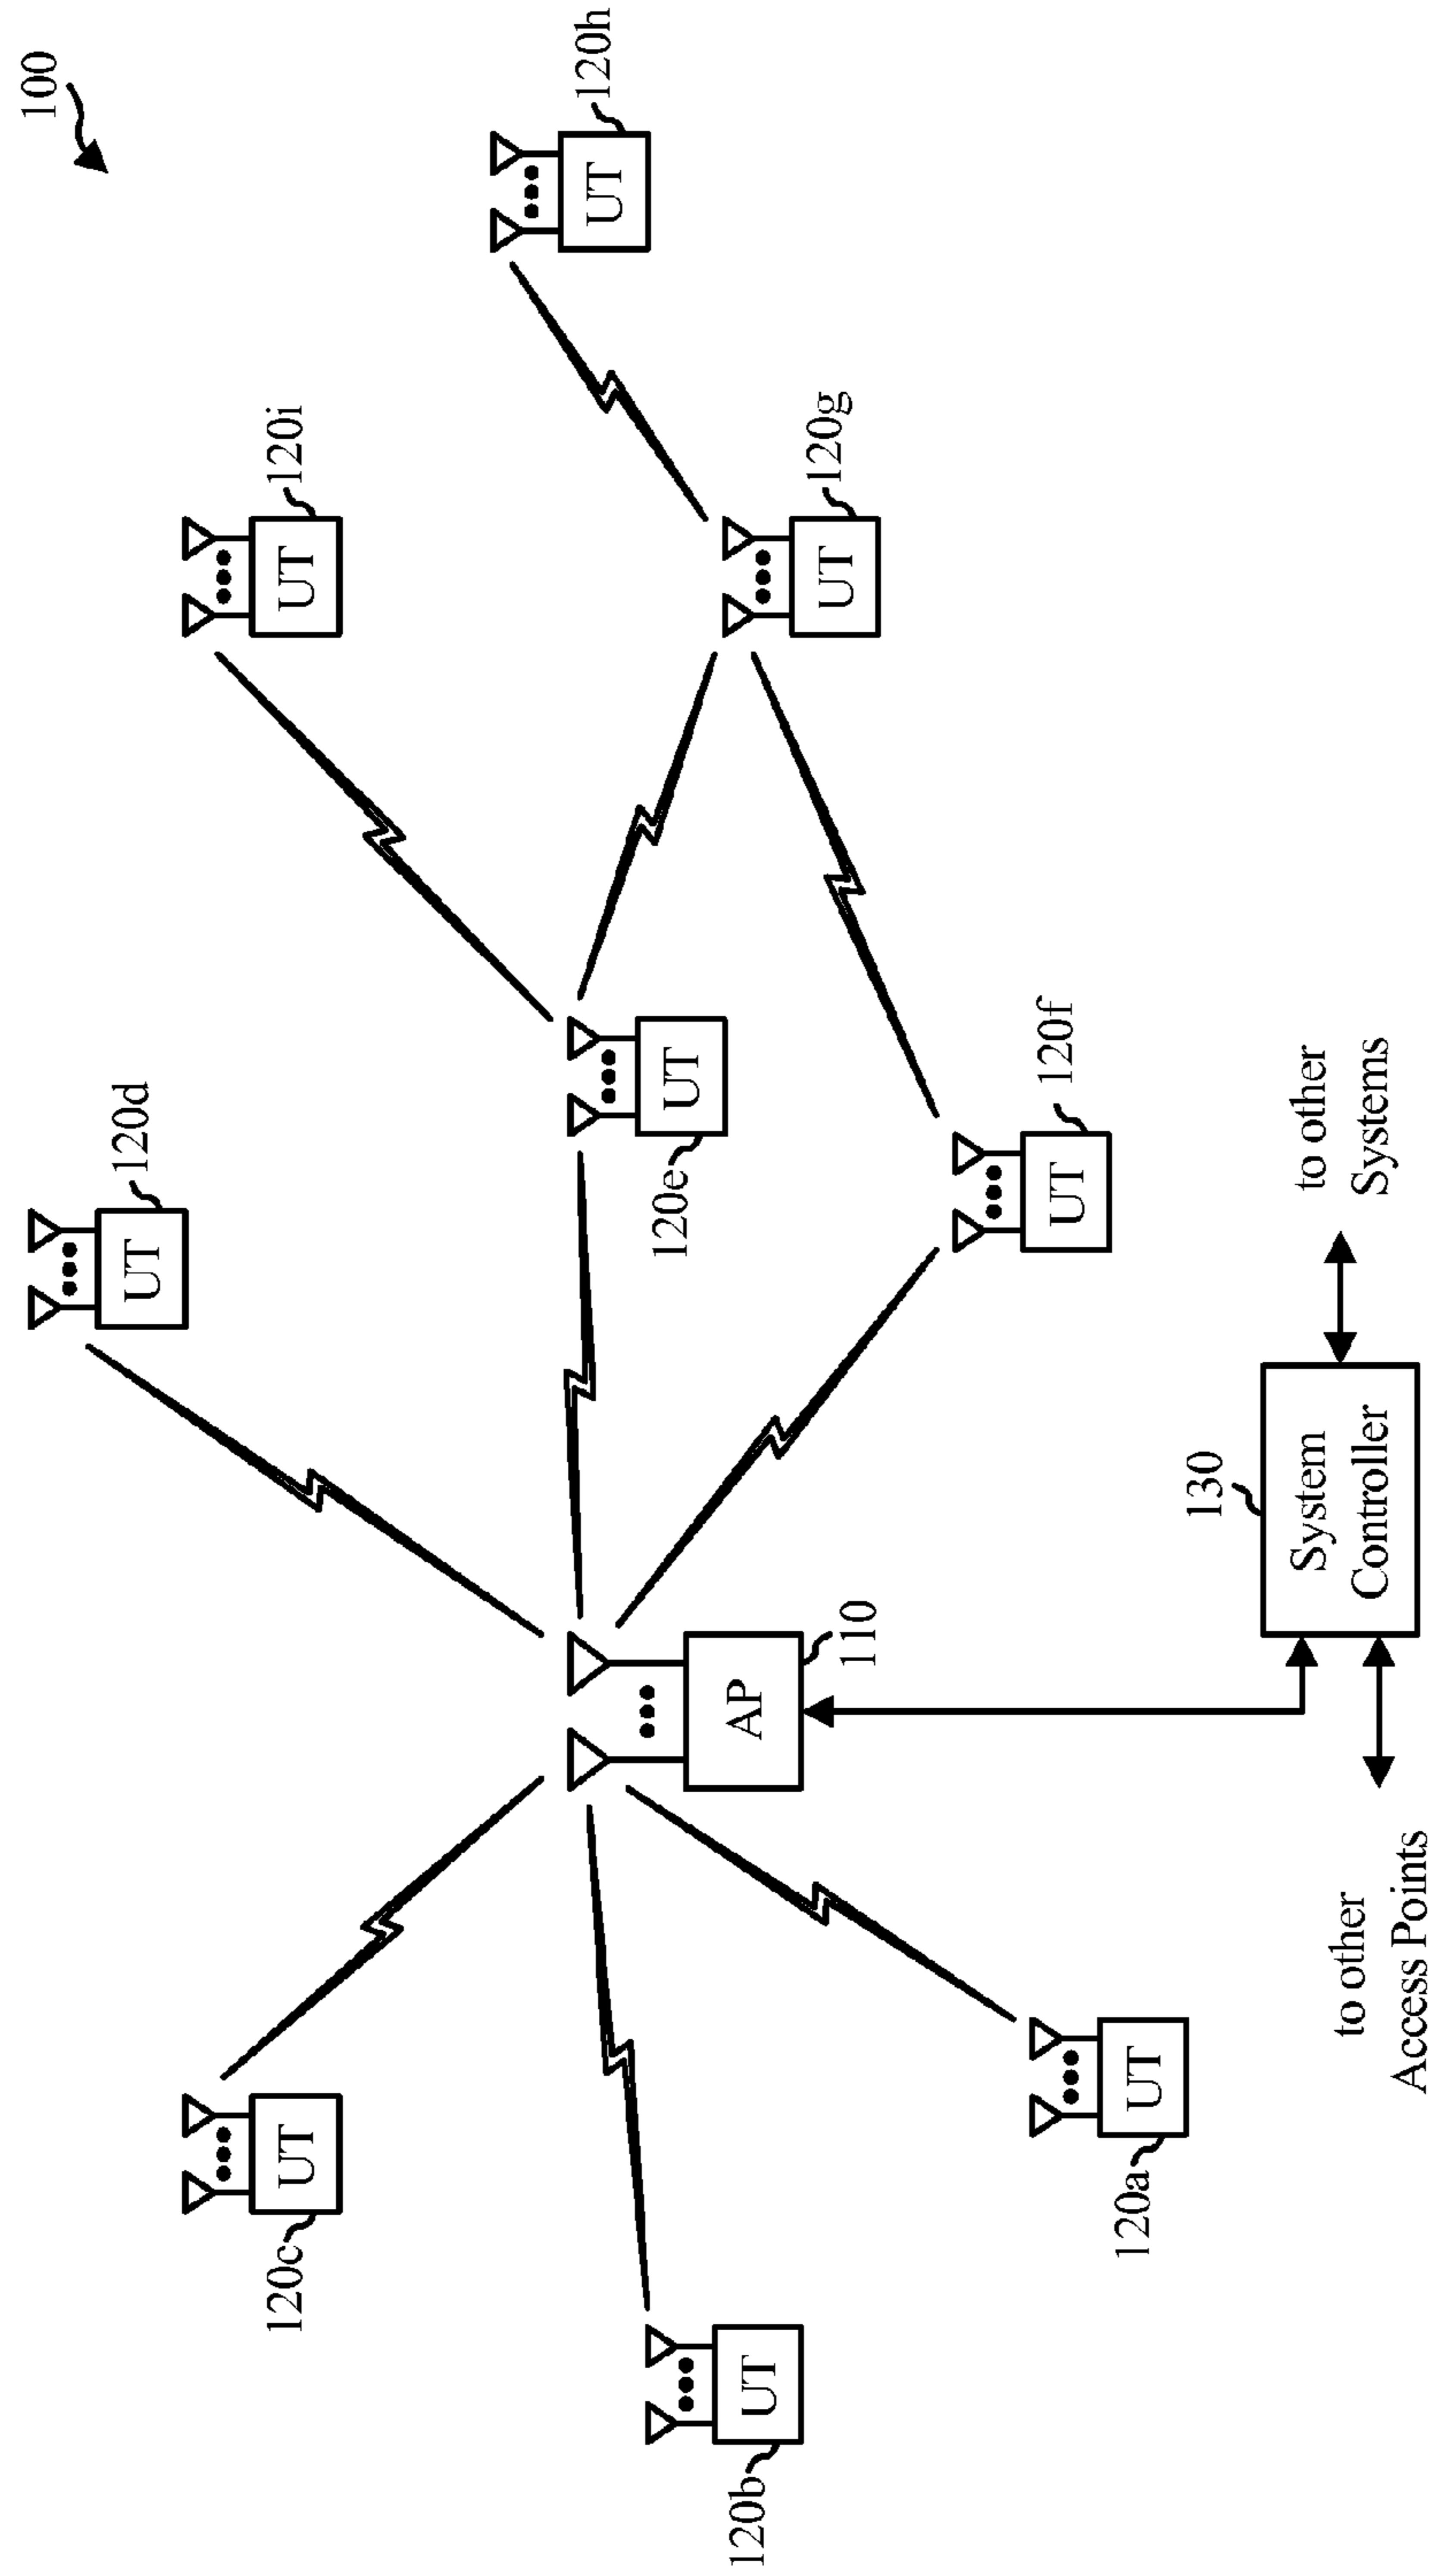 100
UT
120d
UT
120c
UT
120i
UT
120h
UT
120b
AP
110
UT
120e
UT
120g
UT
120a
UT
120f
130
System
Controller
to other
Access Points
to other
Systems